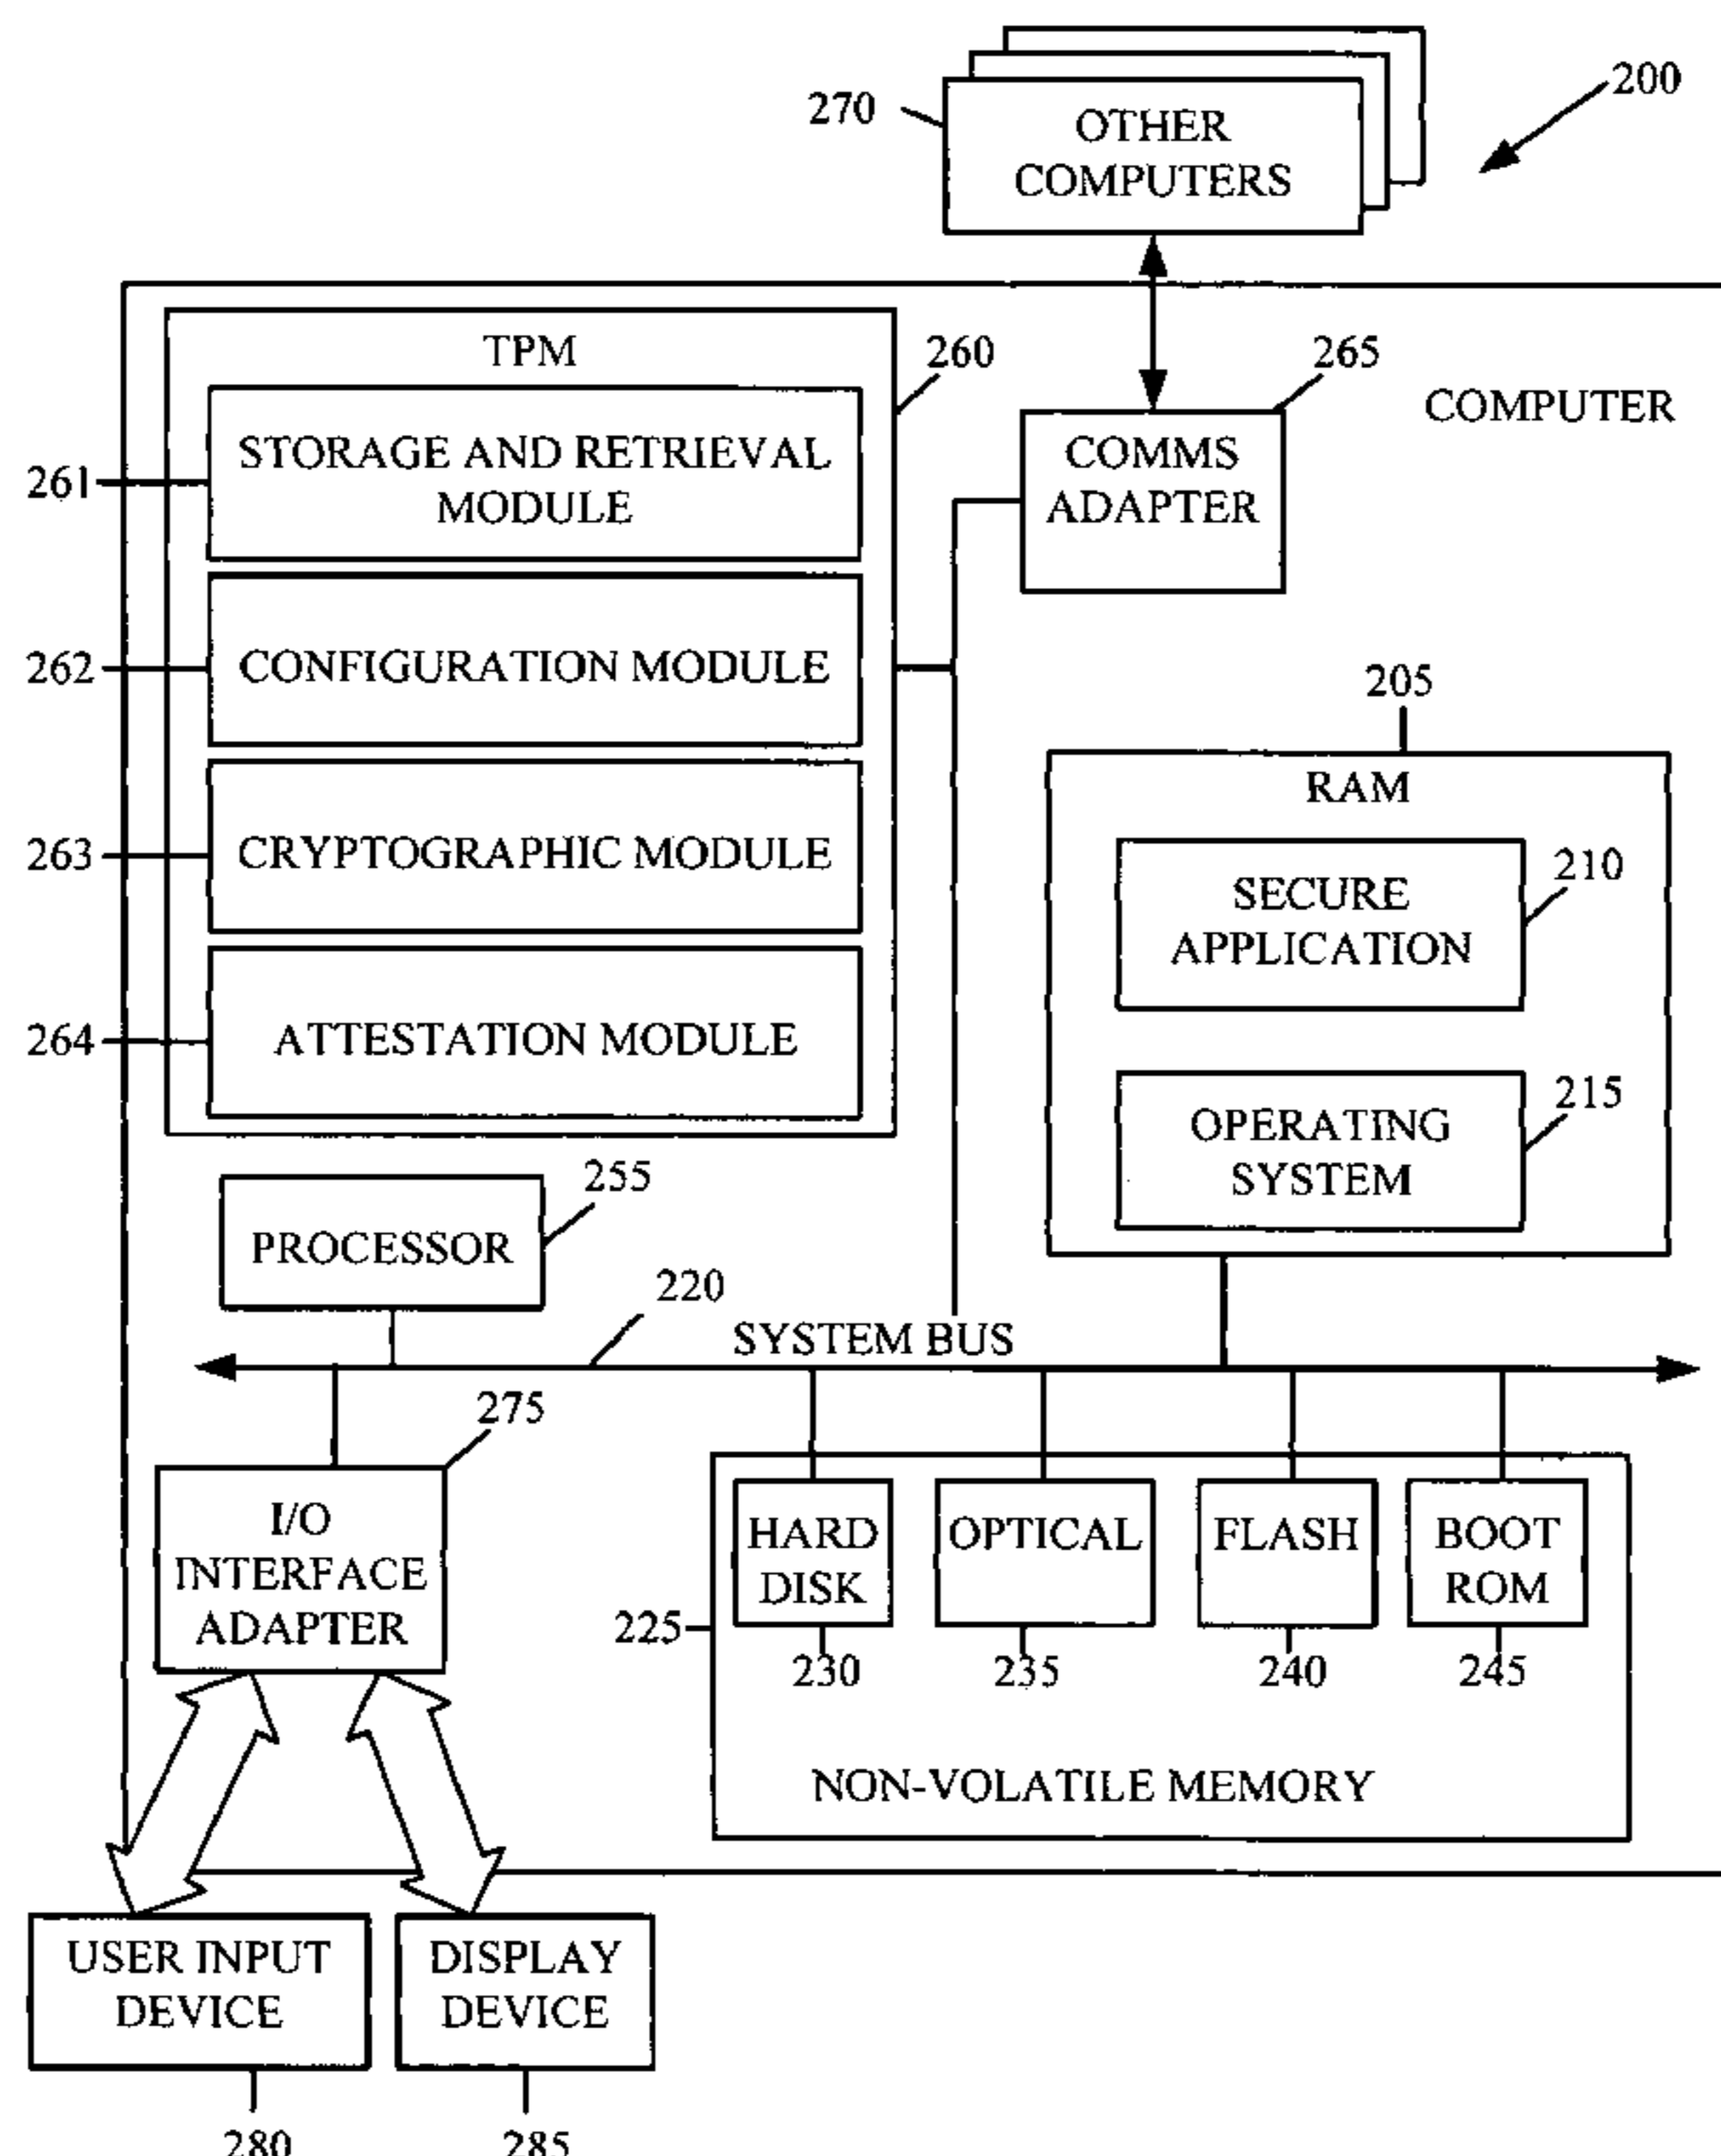 200
270
OTHER
COMPUTERS
TPM
260
265
COMPUTER
STORAGE AND RETRIEVAL
MODULE
261
COMMS
ADAPTER
CONFIGURATION MODULE
262
205
RAM
CRYPTOGRAPHIC MODULE
263
SECURE
APPLICATION
210
ATTESTATION MODULE
264
OPERATING
SYSTEM
215
PROCESSOR
255
220
SYSTEM BUS
275
I/O
INTERFACE
ADAPTER
HARD
DISK
OPTICAL
FLASH
BOOT
ROM
225
230
235
240
245
NON-VOLATILE MEMORY
USER INPUT
DEVICE
DISPLAY
DEVICE
280
285